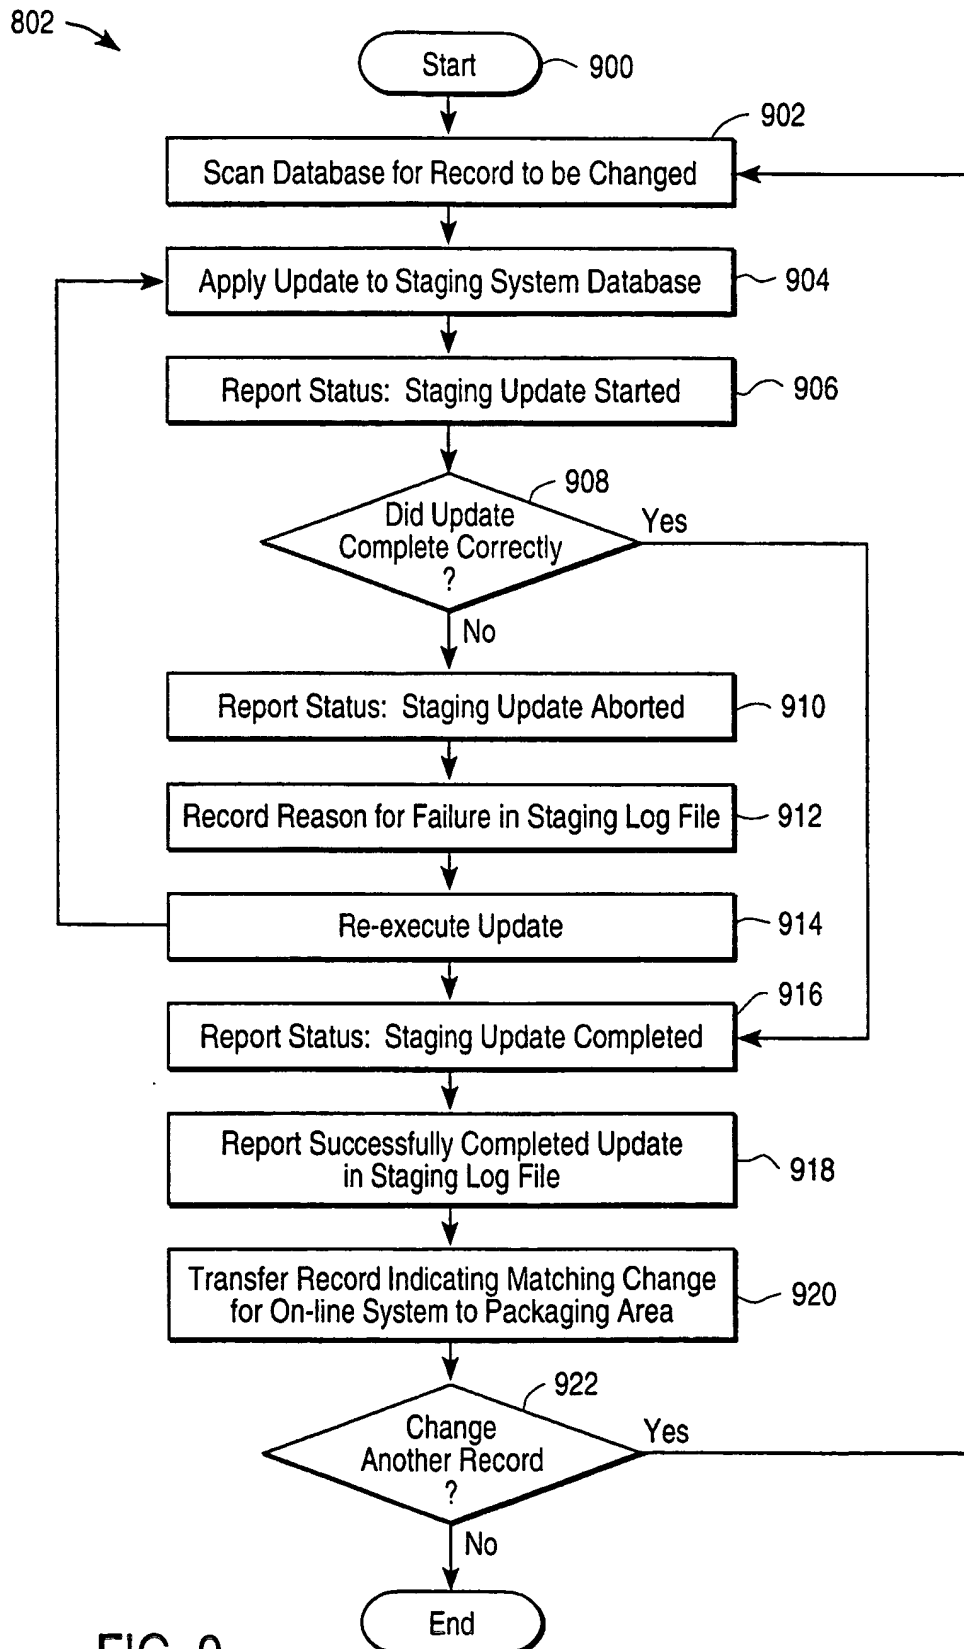 802
Start
900
902
Scan Database for Record to be Changed
Apply Update to Staging System Database
904
Report Status: Staging Update Started
906
908
Did Update
Complete Correctly
?
Yes
No
Report Status: Staging Update Aborted
910
Record Reason for Failure in Staging Log File
912
Re-execute Update
914
916
Report Status: Staging Update Completed
Report Successfully Completed Update
in Staging Log File
918
Transfer Record Indicating Matching Change
for On-line System to Packaging Area
920
922
Change
Another Record
?
Yes
No
End
FIG. 9